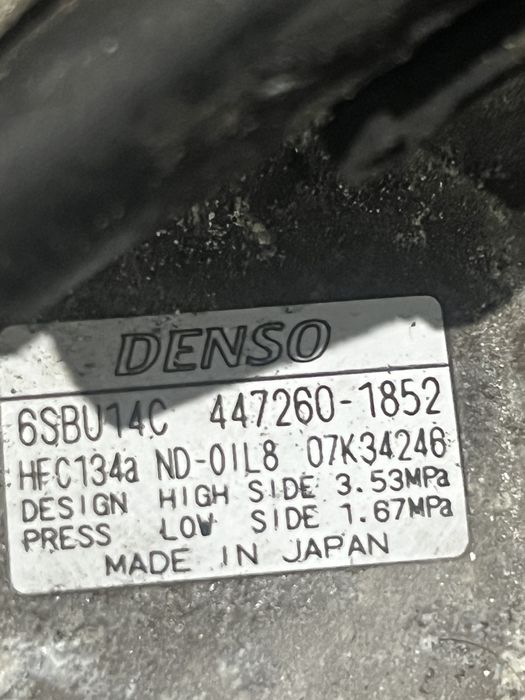 DENSO
6SBU14C 447260-1852
HFC134a ND-OIL8 07K34246
DESIGN HIGH SIDE 3.53MPa
PRESS LOW SIDE 1.67MPa
MADE IN JAPAN